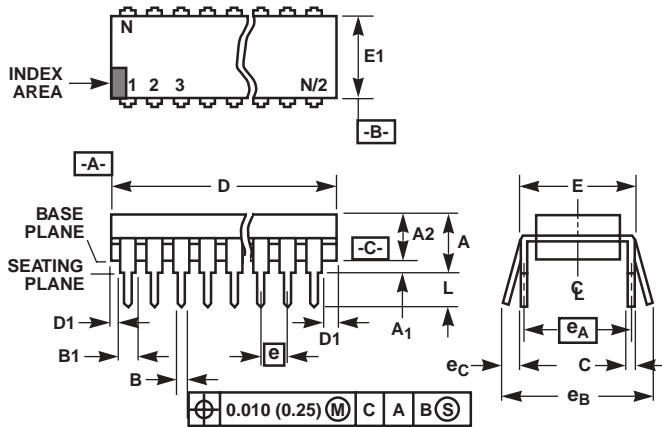 N
E1
INDEX
AREA
1 2 3 N/2
-B-
-A-
D
E
BASE
PLANE
A2 A
-C-
SEATING
PLANE
L
℄
D1
A1
D1
eA
B1
e
eC
C
B
eB
0.010 (0.25) Ⓜ C A B Ⓢ